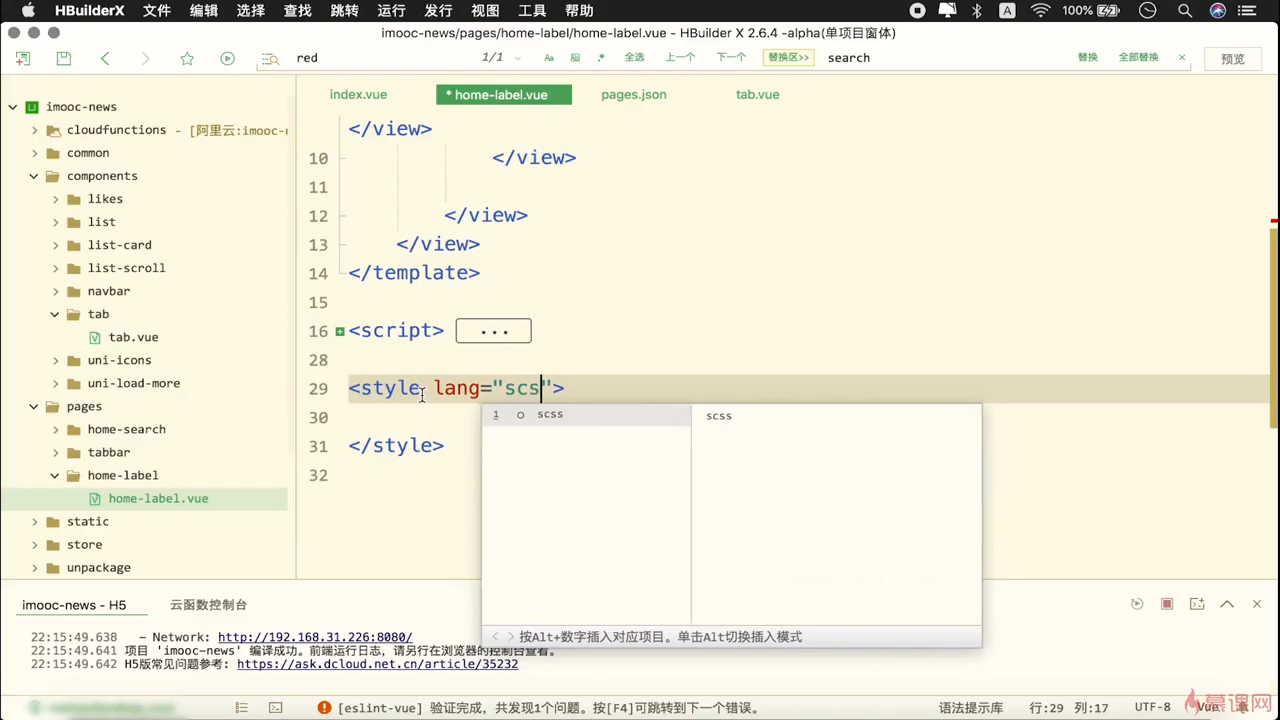 HBuilderX 文件 编辑 选择 查找 跳转 运行 发行 视图 工具 帮助 A 100%
imooc-news/pages/home-label/home-label.vue - HBuilder X 2.6.4 -alpha(单项目窗体)
red 1/1 Aa .* 全选 上一个 下一个 替换区>> search 替换 全部替换 × 预览
index.vue * home-label.vue pages.json tab.vue
imooc-news
cloudfunctions - [阿里云:imooc-n
common
components
likes
list
list-card
list-scroll
navbar
tab
tab.vue
uni-icons
uni-load-more
pages
home-search
tabbar
home-label
home-label.vue
static
store
unpackage
</view>
10 </view>
11
12 </view>
13 </view>
14 </template>
15
16 <script> ...
28
29 <style lang="scs">
30
31 </style>
32
1 scss
scss
按Alt+数字插入对应项目。单击Alt切换插入模式
imooc-news - H5 云函数控制台
22:15:49.638 - Network: http://192.168.31.226:8080/
22:15:49.641 项目 'imooc-news' 编译成功。前端运行日志，请另行在浏览器的控制台查看。
22:15:49.642 H5版常见问题参考: https://ask.dcloud.net.cn/article/35232
[eslint-vue] 验证完成，共发现1个问题。按[F4]可跳转到下一个错误。 语法提示库 行:29 列:17 UTF-8 Vue
慕课网